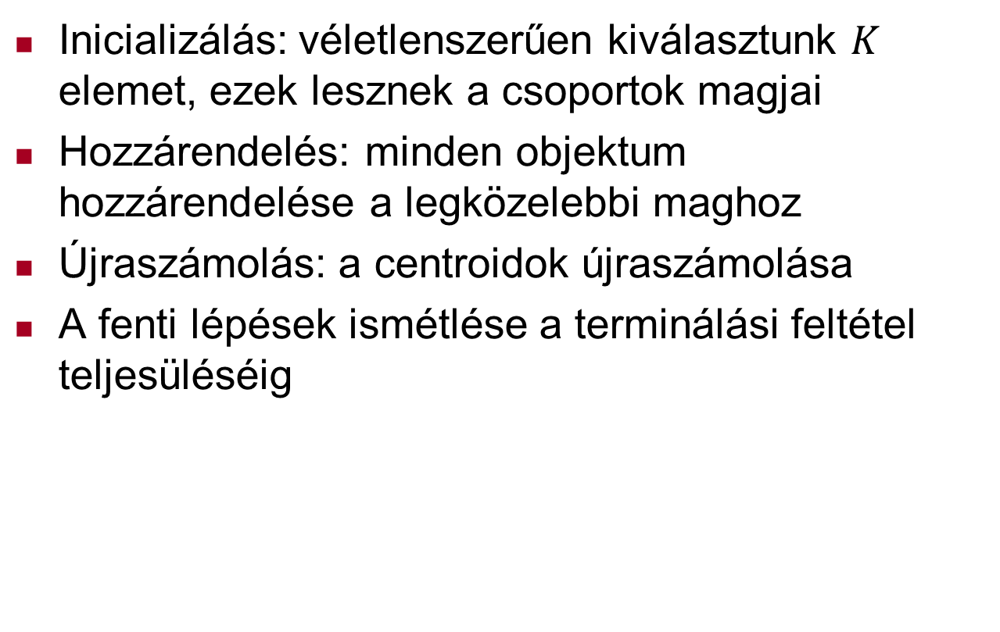 Inicializálás: véletlenszerűen kiválasztunk K
elemet, ezek lesznek a csoportok magjai
Hozzárendelés: minden objektum
hozzárendelése a legközelebbi maghoz
Újraszámolás: a centroidok újraszámolása
A fenti lépések ismétlése a terminálási feltétel
teljesüléséig